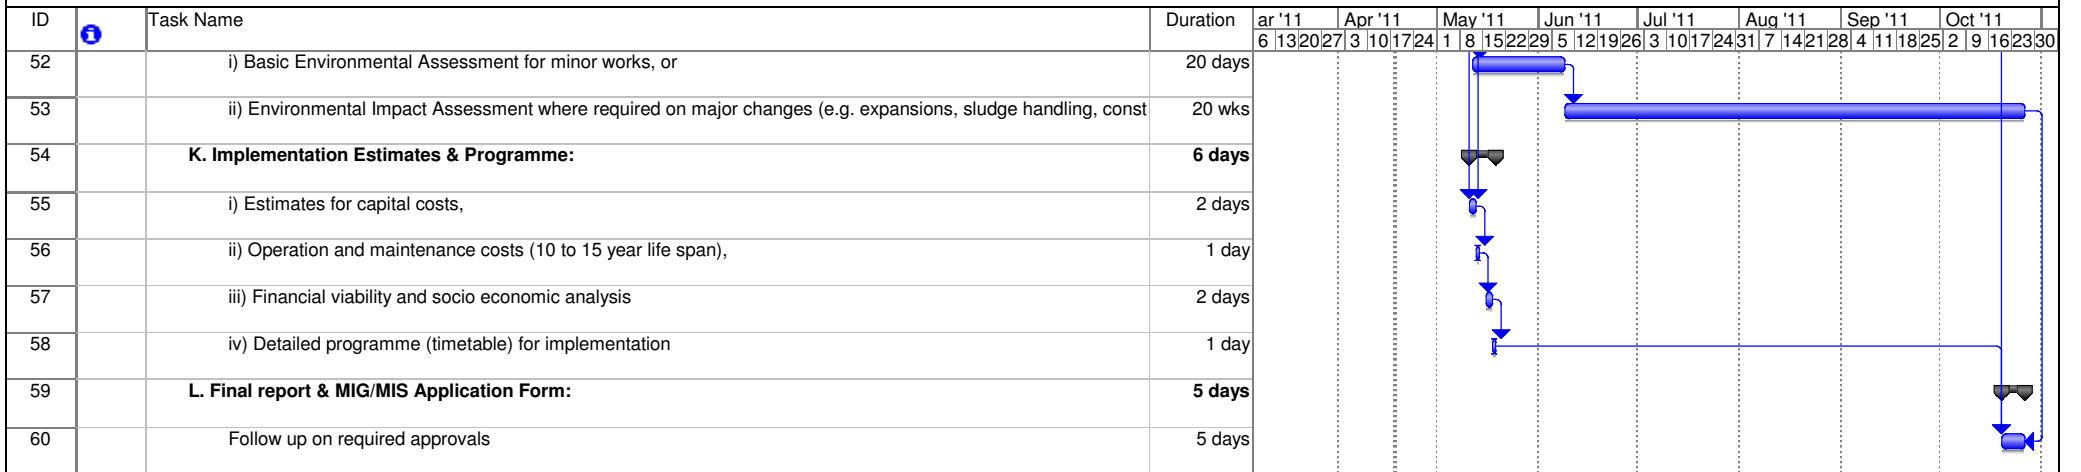 ID Task Name Duration ar '11 Apr '11 May '11 Jun '11 Jul '11 Aug '11 Sep '11 Oct '11
6 13 20 27 3 10 17 24 1 8 15 22 29 5 12 19 26 3 10 17 24 31 7 14 21 28 4 11 18 25 2 9 16 23 30
52 i) Basic Environmental Assessment for minor works, or 20 days
53 ii) Environmental Impact Assessment where required on major changes (e.g. expansions, sludge handling, const 20 wks
54 K. Implementation Estimates & Programme: 6 days
55 i) Estimates for capital costs, 2 days
56 ii) Operation and maintenance costs (10 to 15 year life span), 1 day
57 iii) Financial viability and socio economic analysis 2 days
58 iv) Detailed programme (timetable) for implementation 1 day
59 L. Final report & MIG/MIS Application Form: 5 days
60 Follow up on required approvals 5 days